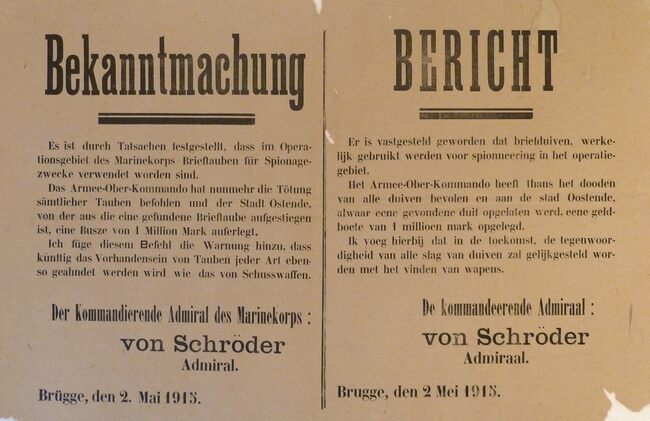 Bekanntmachung
Es ist durch Tatsachen festgestellt, dass im Opera-
tionsgebiet des Marinekorps Brieftauben für Spionage-
zwecke verwendet worden sind.
Das Armee-Ober-Kommando hat nunmehr die Tötung
sämtlicher Tauben befohlen und der Stadt Ostende,
von der aus die eine gefundene Brieftaube aufgestiegen
ist, eine Busze von 1 Million Mark auferlegt.
Ich füge diesem Befehl die Warnung hinzu, dass
künftig das Vorhandensein von Tauben jeder Art eben-
so geahndet werden wird wie das von Schusswaffen.
Der Kommandierende Admiral des Marinekorps :
von Schröder
Admiral.
Brügge, den 2. Mai 1915.
BERICHT
Er is vastgesteld geworden dat briefduiven, werke-
lijk gebruikt werden voor spionneering in het operatie-
gebiet.
Het Armee-Ober-Kommando heeft thans het dooden
van alle duiven bevolen en aan de stad Oostende,
alwaar eene gevondene duif opgelaten werd, eene geld-
boete van 1 millioen mark opgelegd.
Ik voeg hierbij dat in de toekomst, de tegenwoor-
digheid van alle slag van duiven zal gelijkgesteld wor-
den met het vinden van wapens.
De kommandeerende Admiraal :
von Schröder
Admiraal.
Brugge, den 2 Mei 1915.